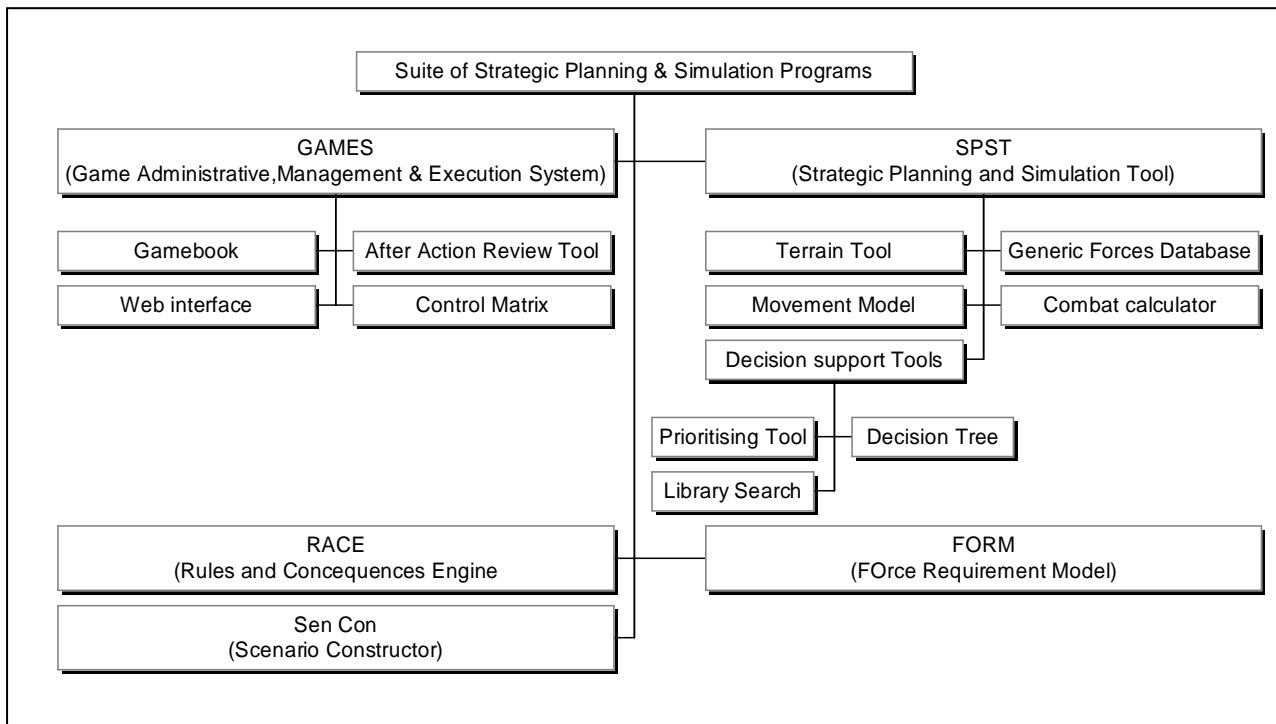 Suite of Strategic Planning & Simulation Programs
GAMES
(Game Administrative,Management & Execution System)
SPST
(Strategic Planning and Simulation Tool)
Gamebook
After Action Review Tool
Terrain Tool
Generic Forces Database
Web interface
Control Matrix
Movement Model
Combat calculator
Decision support Tools
Prioritising Tool
Decision Tree
Library Search
RACE
(Rules and Concequences Engine
FORM
(FOrce Requirement Model)
Sen Con
(Scenario Constructor)